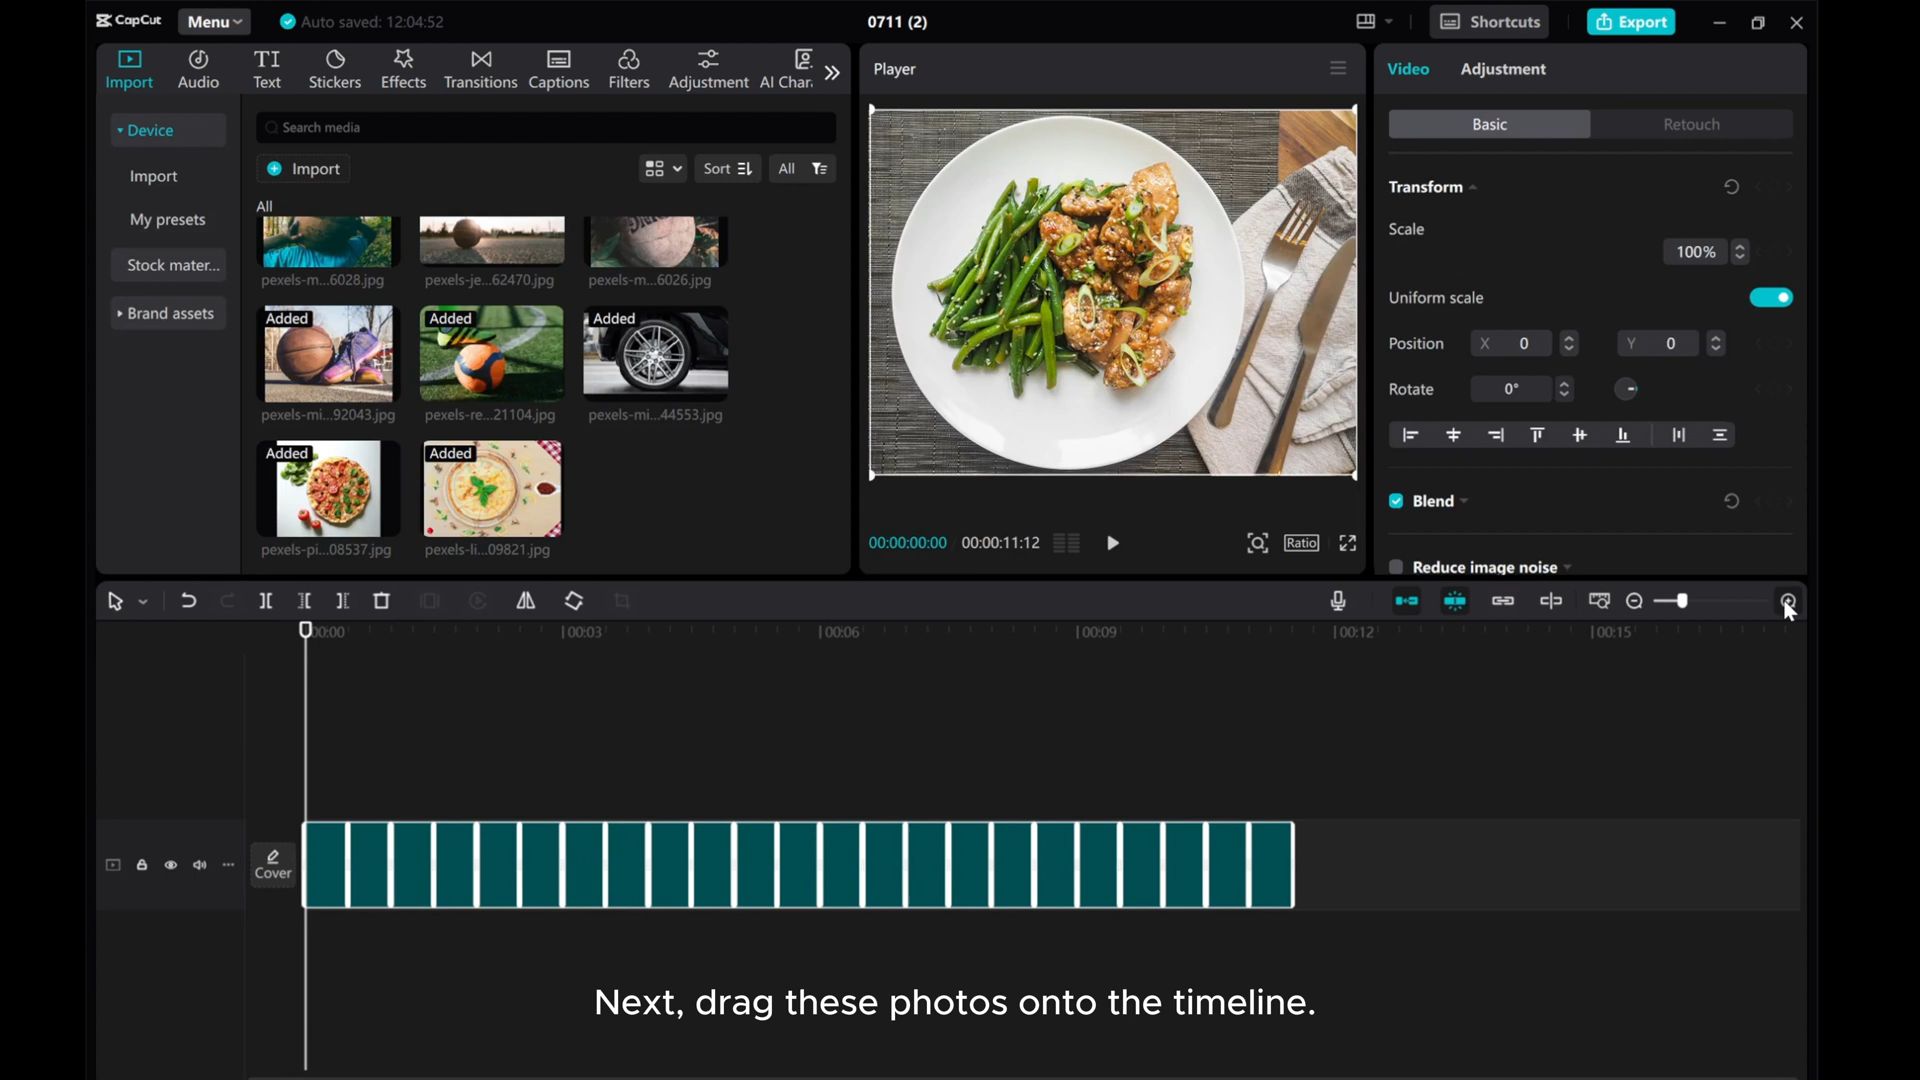 CapCut
Menu
Auto saved: 12:04:52
0711 (2)
Shortcuts
Export
Import
Audio
TI
Text
Stickers
Effects
Transitions
Captions
Filters
Adjustment
AI Chara
Player
Video
Adjustment
Device
Import
My presets
Stock mater...
Brand assets
Search media
Import
Sort
All
All
pexels-m...6028.jpg
pexels-je...62470.jpg
pexels-m...6026.jpg
Added
Added
Added
pexels-mi...92043.jpg
pexels-re...21104.jpg
pexels-mi...44553.jpg
Added
Added
pexels-pi...08537.jpg
pexels-li...09821.jpg
00:00:00:00
00:00:11:12
Ratio
Basic
Retouch
Transform
Scale
100%
Uniform scale
Position
X 0
Y 0
Rotate
0°
Blend
Reduce image noise
00:00
00:03
00:06
00:09
00:12
00:15
Cover
Next, drag these photos onto the timeline.